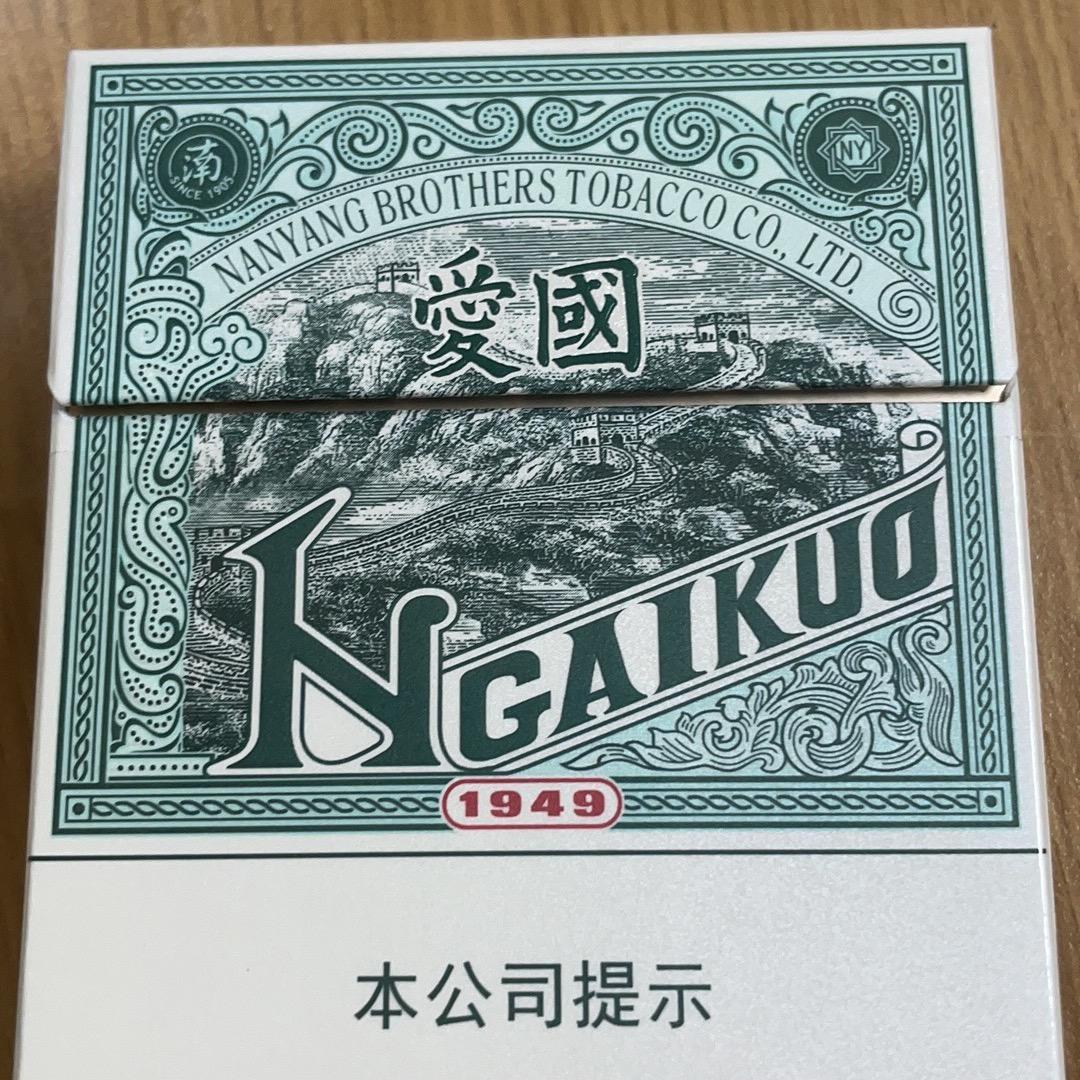 南
SINCE 1905
NY
NANYANG BROTHERS TOBACCO CO., LTD.
愛國
NGAIKUO
1949
本公司提示